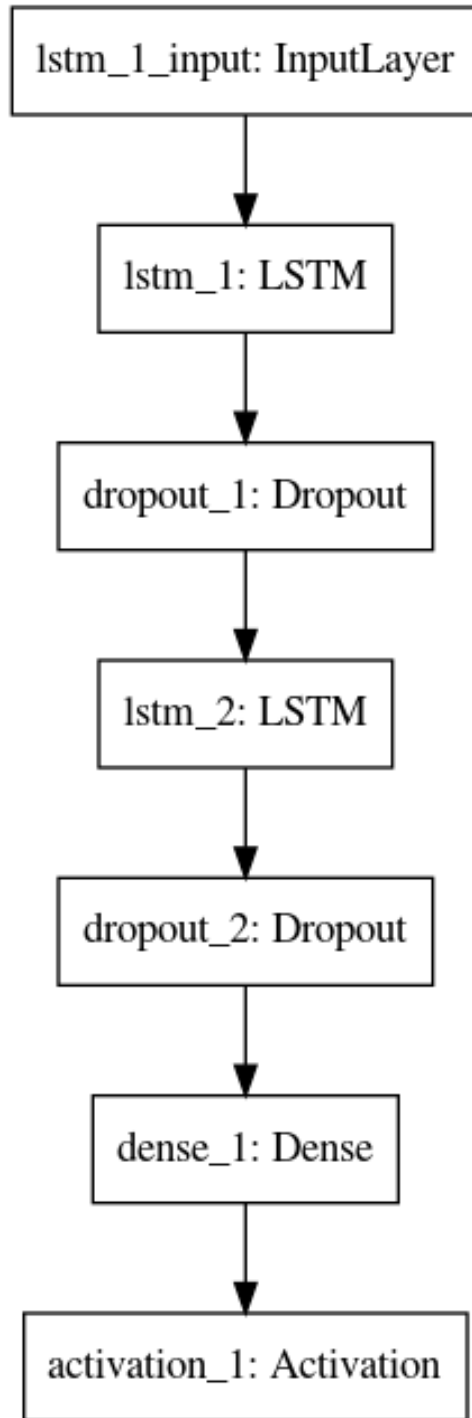 lstm_1_input: InputLayer
lstm_1: LSTM
dropout_1: Dropout
lstm_2: LSTM
dropout_2: Dropout
dense_1: Dense
activation_1: Activation